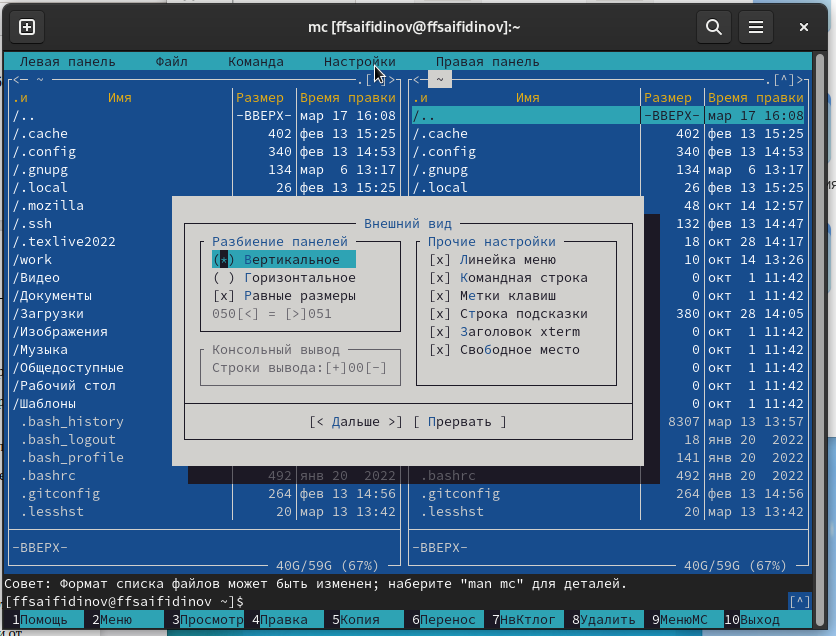 mc [ffsaifidinov@ffsaifidinov]:~
Левая панель Файл Команда Настройки Правая панель
<— ~ .[^]> <— ~ .[^]>
.и Имя Размер Время правки .и Имя Размер Время правки
/.. -ВВЕРХ- мар 17 16:08 /.. -ВВЕРХ- мар 17 16:08
/.cache 402 фев 13 15:25 /.cache 402 фев 13 15:25
/.config 340 фев 13 14:53 /.config 340 фев 13 14:53
/.gnupg 134 мар 6 13:17 /.gnupg 134 мар 6 13:17
/.local 26 фев 13 15:25 /.local 26 фев 13 15:25
/.mozilla 48 окт 14 12:57
Внешний вид
/.ssh 132 фев 13 14:47
/.texlive2022 Разбиение панелей Прочие настройки 18 окт 28 14:17
/work (*) Вертикальное [x] Линейка меню 10 окт 14 13:26
/Видео ( ) Горизонтальное [x] Командная строка 0 окт 1 11:42
/Документы [x] Равные размеры [x] Метки клавиш 0 окт 1 11:42
/Загрузки 050[<] = [>]051 [x] Строка подсказки 380 окт 28 14:05
/Изображения [x] Заголовок xterm 0 окт 1 11:42
/Музыка Консольный вывод [x] Свободное место 0 окт 1 11:42
/Общедоступные Строки вывода:[+]00[-] 0 окт 1 11:42
/Рабочий стол 0 окт 1 11:42
/Шаблоны 0 окт 1 11:42
.bash_history [< Дальше >] [ Прервать ] 8307 мар 13 13:57
.bash_logout 18 янв 20 2022
.bash_profile 141 янв 20 2022
.bashrc 492 янв 20 2022 .bashrc 492 янв 20 2022
.gitconfig 264 фев 13 14:56 .gitconfig 264 фев 13 14:56
.lesshst 20 мар 13 13:42 .lesshst 20 мар 13 13:42
-ВВЕРХ- -ВВЕРХ-
40G/59G (67%) 40G/59G (67%)
Совет: Формат списка файлов может быть изменен; наберите "man mc" для деталей.
[ffsaifidinov@ffsaifidinov ~]$ [^]
1Помощь 2Меню 3Просмотр 4Правка 5Копия 6Перенос 7НвКтлог 8Удалить 9МенюМС 10Выход